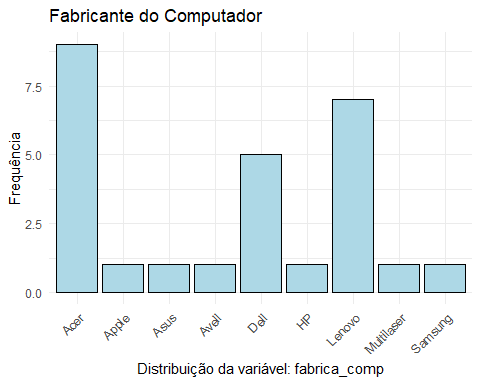 Fabricante do Computador
Frequência
7.5
5.0
2.5
0.0
Acer
Apple
Asus
Avell
Dell
HP
Lenovo
Multilaser
Samsung
Distribuição da variável: fabrica_comp